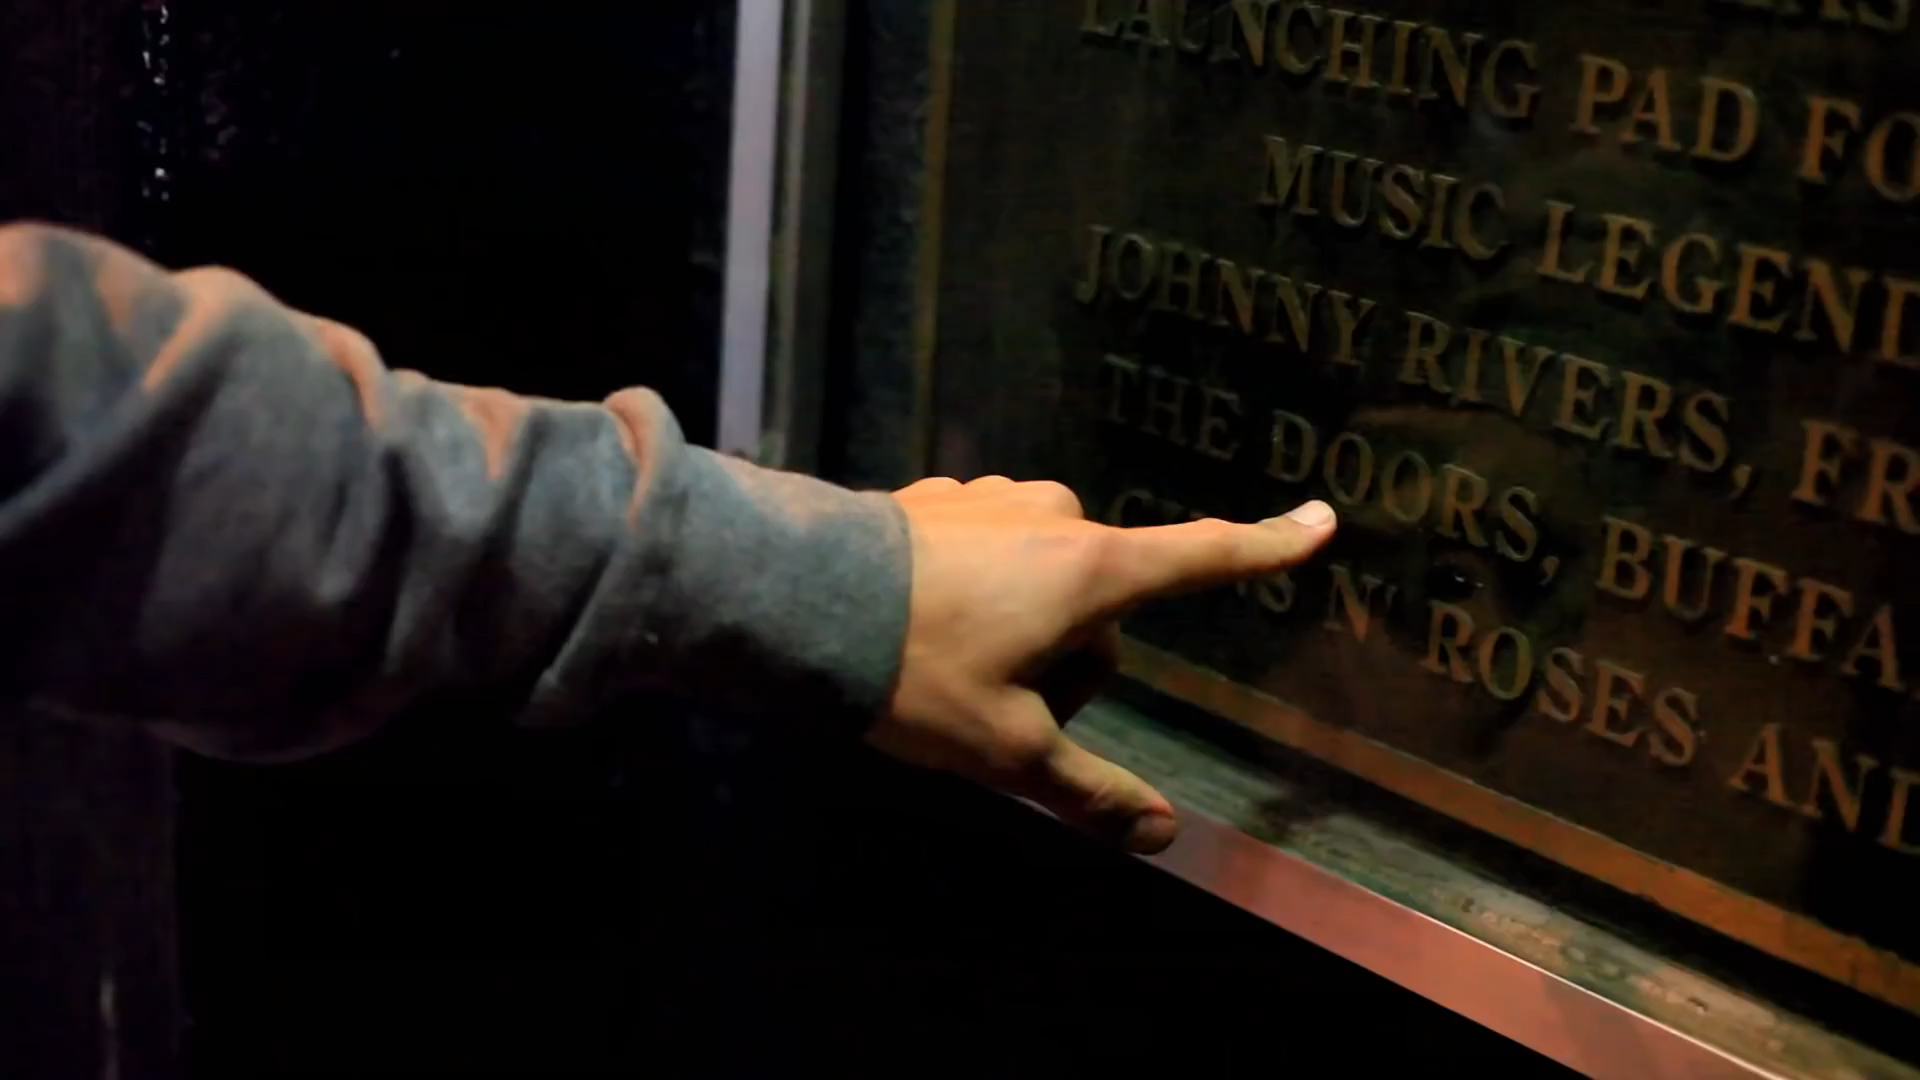 LAUNCHING PAD FO
MUSIC LEGEND
JOHNNY RIVERS, FR
THE DOORS, BUFFA
N' ROSES AND